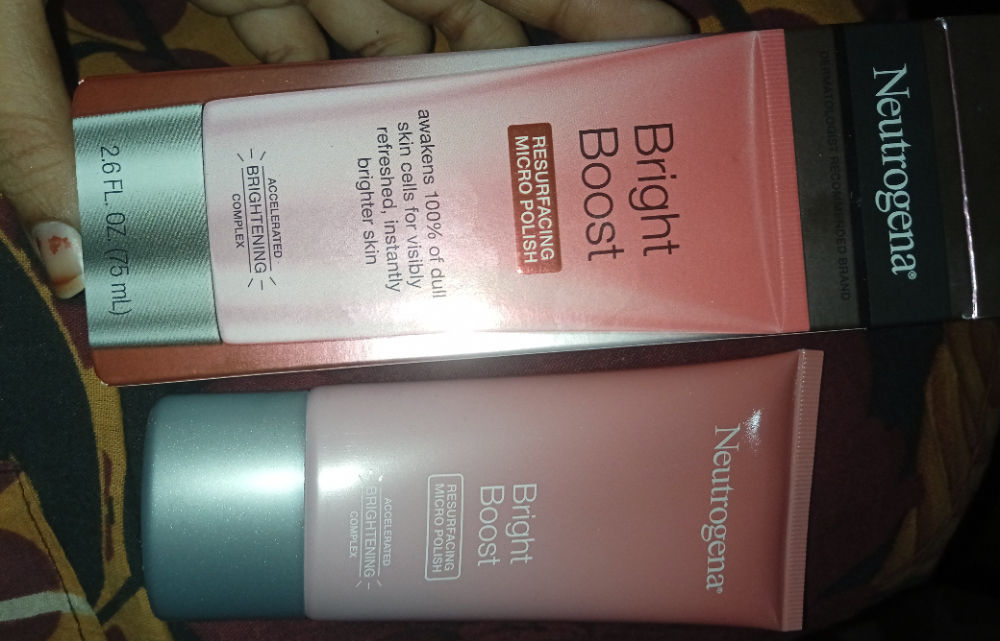 Neutrogena®
DERMATOLOGIST RECOMMENDED BRAND
Bright
Boost
RESURFACING
MICRO POLISH
awakens 100% of dull
skin cells for visibly
refreshed, instantly
brighter skin
ACCELERATED
BRIGHTENING
COMPLEX
2.6 FL. OZ. (75 mL)
Neutrogena®
Bright
Boost
RESURFACING
MICRO POLISH
ACCELERATED
BRIGHTENING
COMPLEX